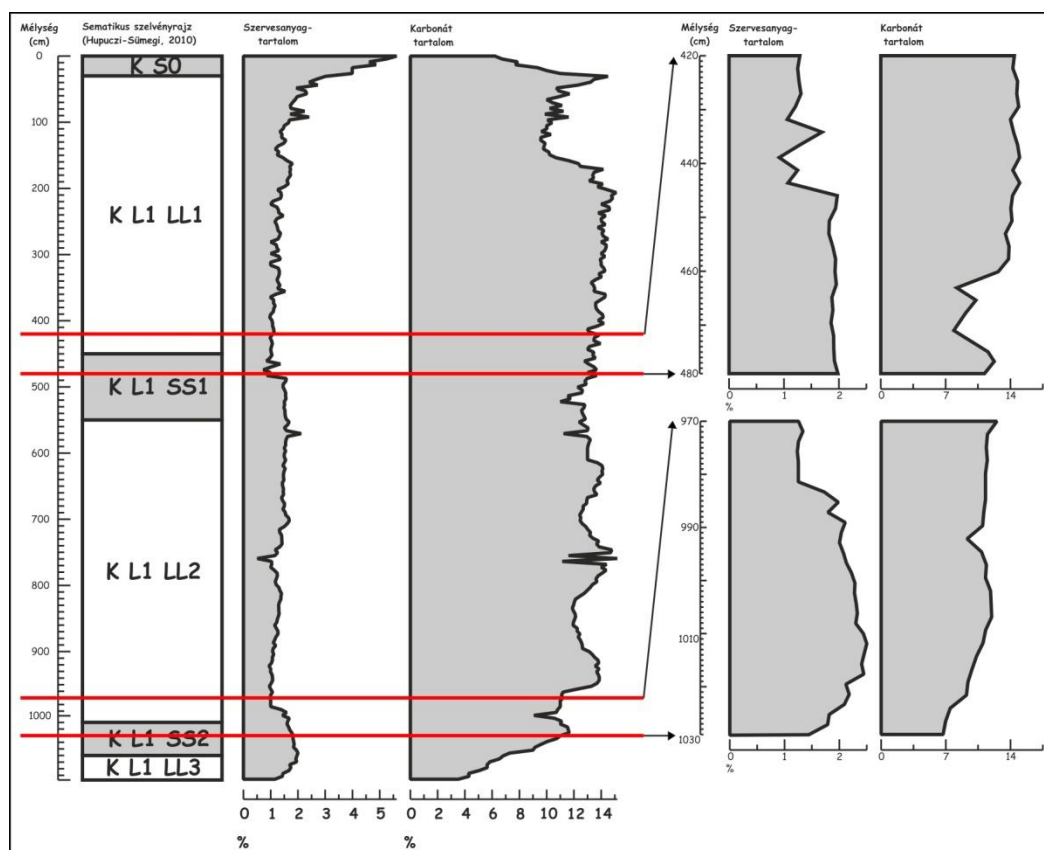 Mélység
(cm)
Sematikus szelvényrajz
(Hupuczi-Sümegi, 2010)
Szervesanyag-
tartalom
Karbonát
tartalom
Mélység
(cm)
Szervesanyag-
tartalom
Karbonát
tartalom
0
100
200
300
400
500
600
700
800
900
1000
K S0
K L1 LL1
K L1 SS1
K L1 LL2
K L1 SS2
K L1 LL3
0 1 2 3 4 5
%
0 2 4 6 8 10 12 14
%
420
440
460
480
0 1 2
%
0 7 14
970
990
1010
1030
0 1 2
%
0 7 14